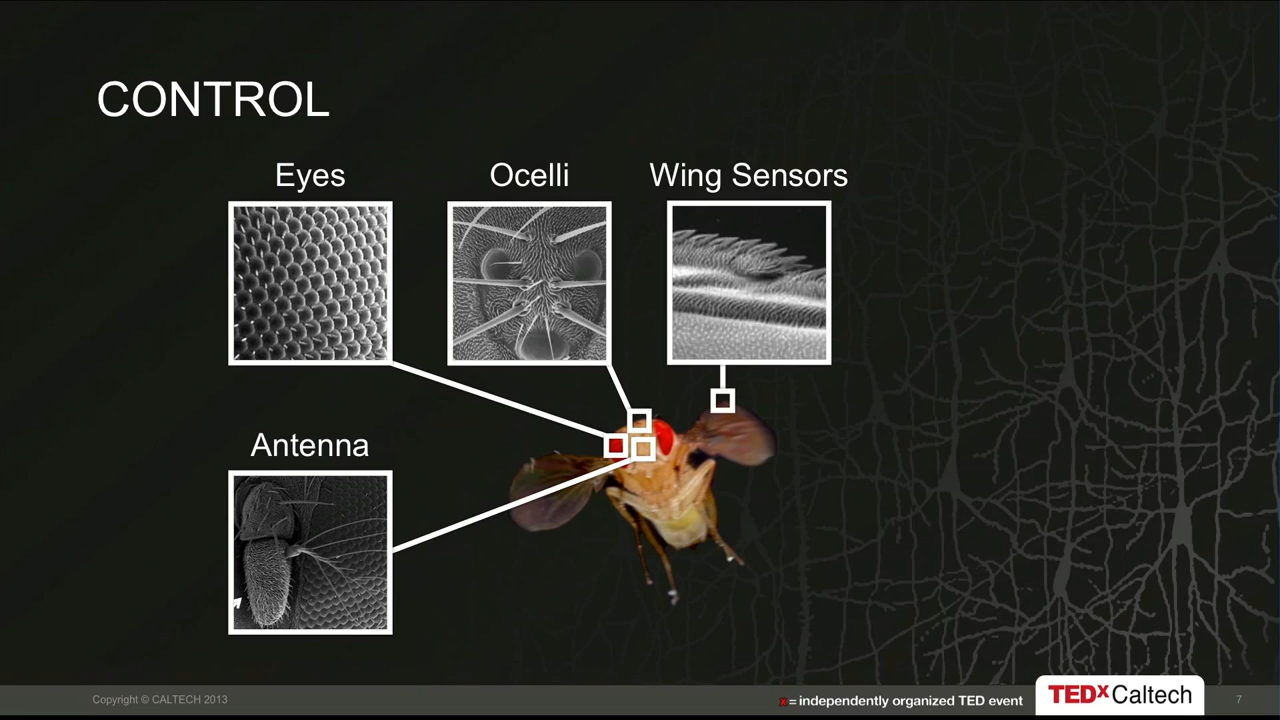 CONTROL
Eyes
Ocelli
Wing Sensors
Antenna
Copyright © CALTECH 2013
x = independently organized TED event
TEDxCaltech
7